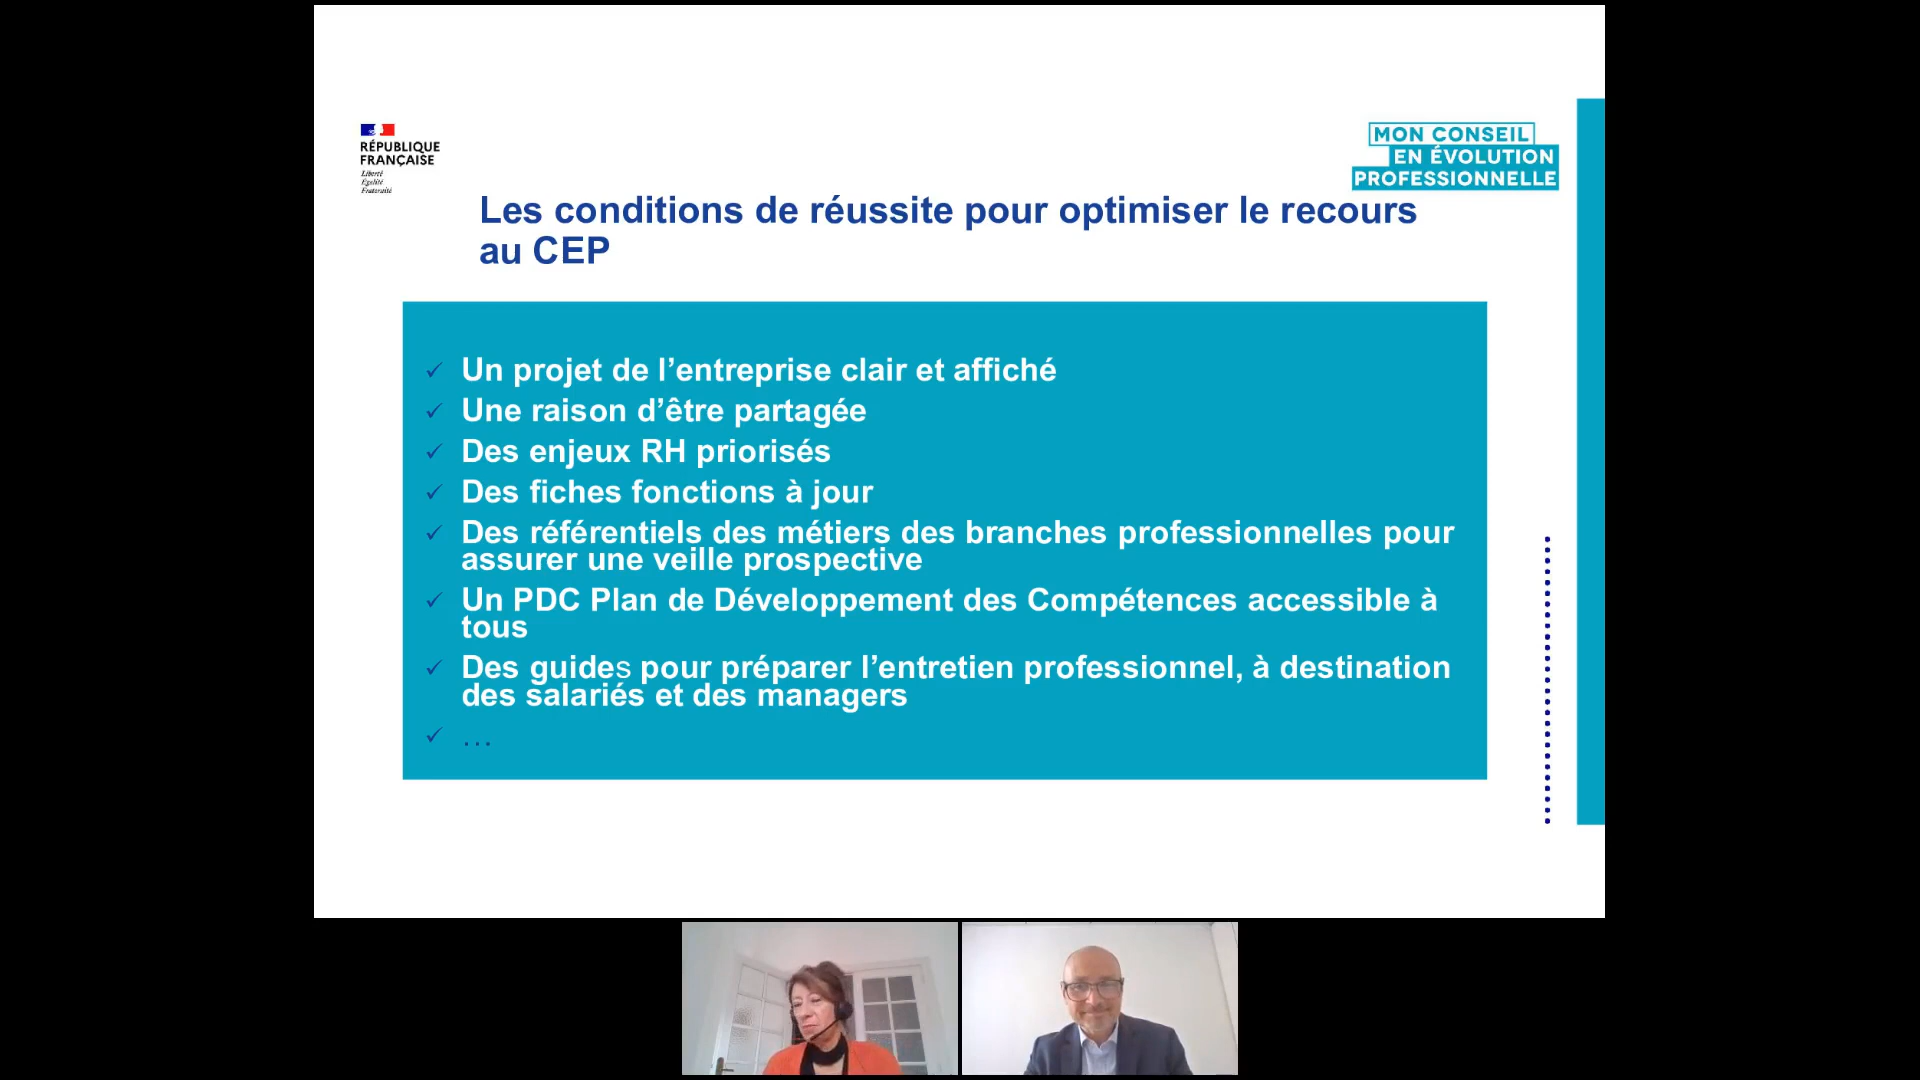 RÉPUBLIQUE
FRANÇAISE
Liberté
Égalité
Fraternité
MON CONSEIL
EN ÉVOLUTION
PROFESSIONNELLE
Les conditions de réussite pour optimiser le recours
au CEP
✓ Un projet de l’entreprise clair et affiché
✓ Une raison d’être partagée
✓ Des enjeux RH priorisés
✓ Des fiches fonctions à jour
✓ Des référentiels des métiers des branches professionnelles pour
assurer une veille prospective
✓ Un PDC Plan de Développement des Compétences accessible à
tous
✓ Des guides pour préparer l’entretien professionnel, à destination
des salariés et des managers
✓ …